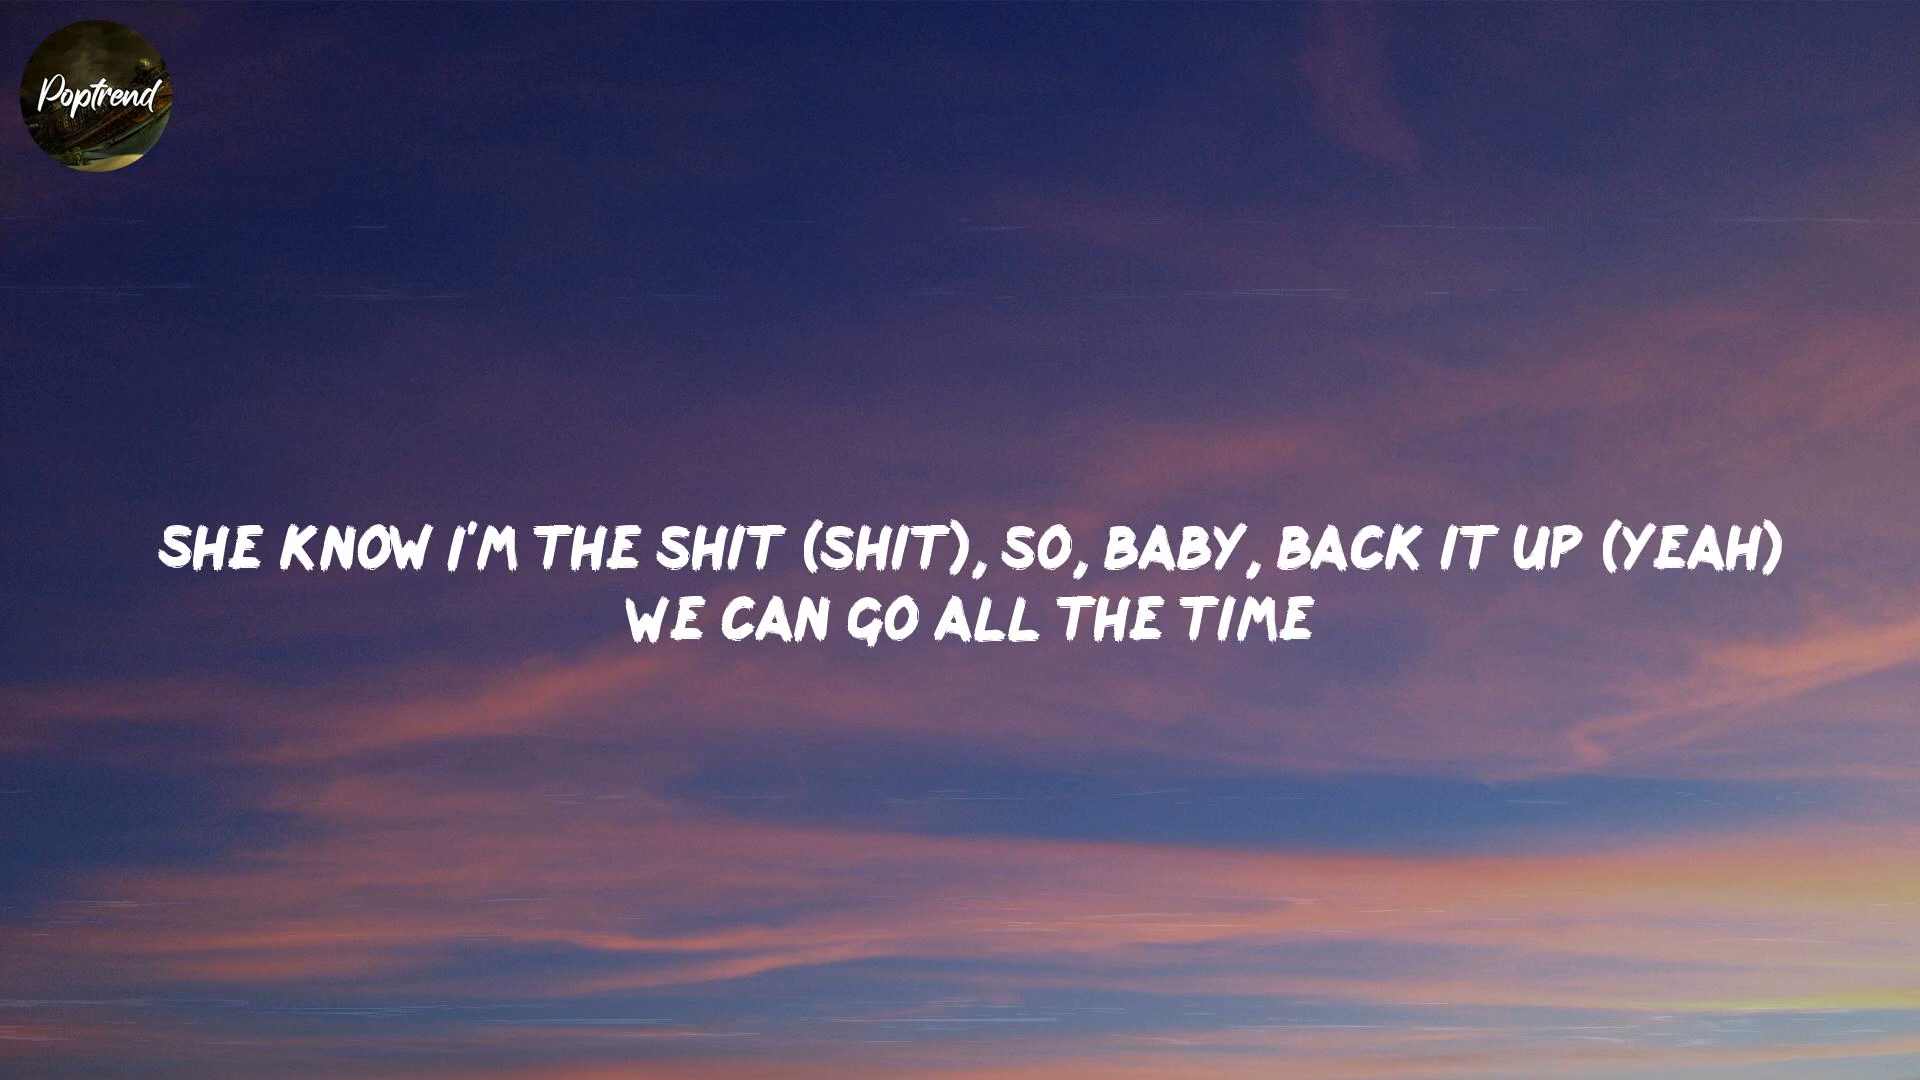 Poptrend
SHE KNOW I'M THE SHIT (SHIT), SO, BABY, BACK IT UP (YEAH)
WE CAN GO ALL THE TIME